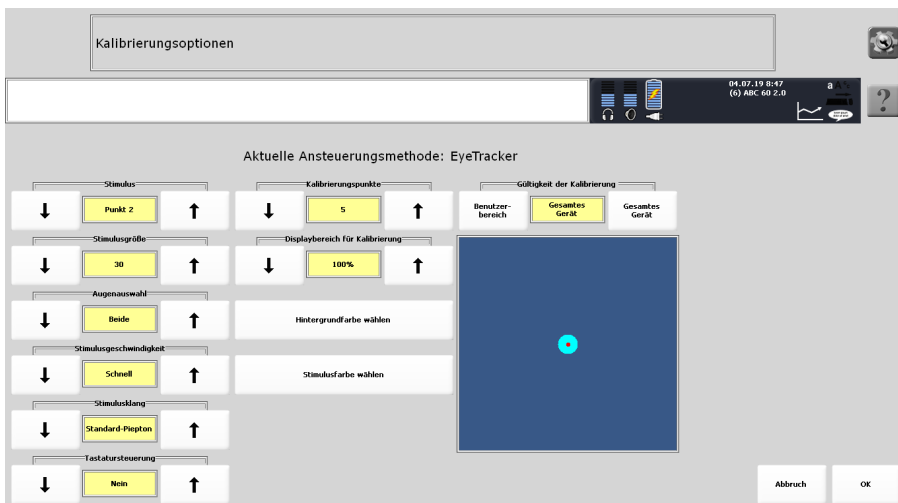 Kalibrierungsoptionen
04.07.19 8:47
(6) ABC 60 2.0
a
?
Aktuelle Ansteuerungsmethode: EyeTracker
Stimulus
↓ Punkt 2 ↑
Kalibrierungspunkte
↓ 5 ↑
Gültigkeit der Kalibrierung
Benutzer-
bereich
Gesamtes
Gerät
Gesamtes
Gerät
Stimulusgröße
↓ 30 ↑
Displaybereich für Kalibrierung
↓ 100% ↑
Augenauswahl
↓ Beide ↑
Hintergrundfarbe wählen
Stimulusgeschwindigkeit
↓ Schnell ↑
Stimulusfarbe wählen
Stimulusklang
↓ Standard-Piepton ↑
Tastatursteuerung
↓ Nein ↑
Abbruch
OK